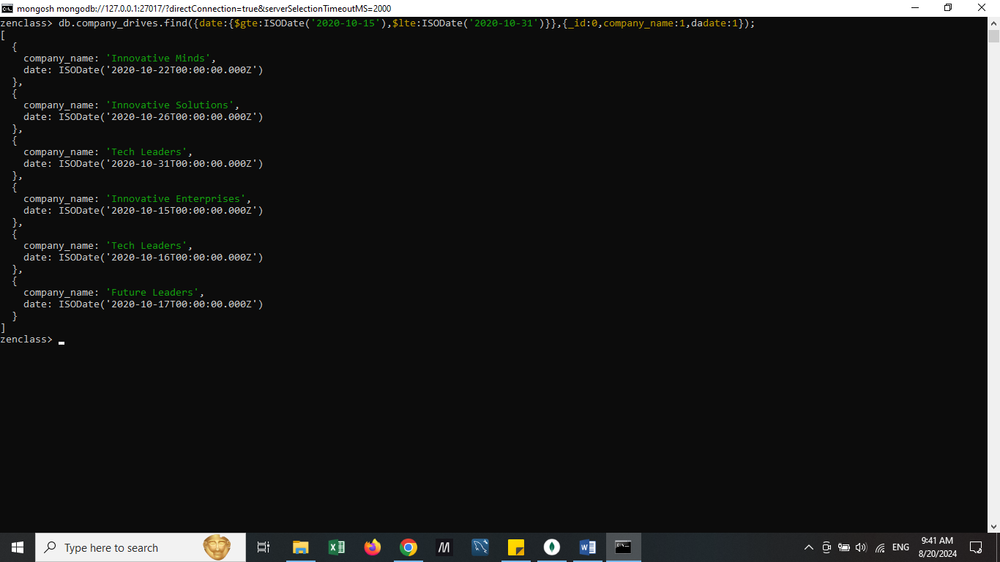 mongosh mongodb://127.0.0.1:27017/?directConnection=true&serverSelectionTimeoutMS=2000
zenclass> db.company_drives.find({date:{$gte:ISODate('2020-10-15'),$lte:ISODate('2020-10-31')}},{_id:0,company_name:1,dadate:1});
[
  {
    company_name: 'Innovative Minds',
    date: ISODate('2020-10-22T00:00:00.000Z')
  },
  {
    company_name: 'Innovative Solutions',
    date: ISODate('2020-10-26T00:00:00.000Z')
  },
  {
    company_name: 'Tech Leaders',
    date: ISODate('2020-10-31T00:00:00.000Z')
  },
  {
    company_name: 'Innovative Enterprises',
    date: ISODate('2020-10-15T00:00:00.000Z')
  },
  {
    company_name: 'Tech Leaders',
    date: ISODate('2020-10-16T00:00:00.000Z')
  },
  {
    company_name: 'Future Leaders',
    date: ISODate('2020-10-17T00:00:00.000Z')
  }
]
zenclass>
Type here to search
ENG
9:41 AM
8/20/2024